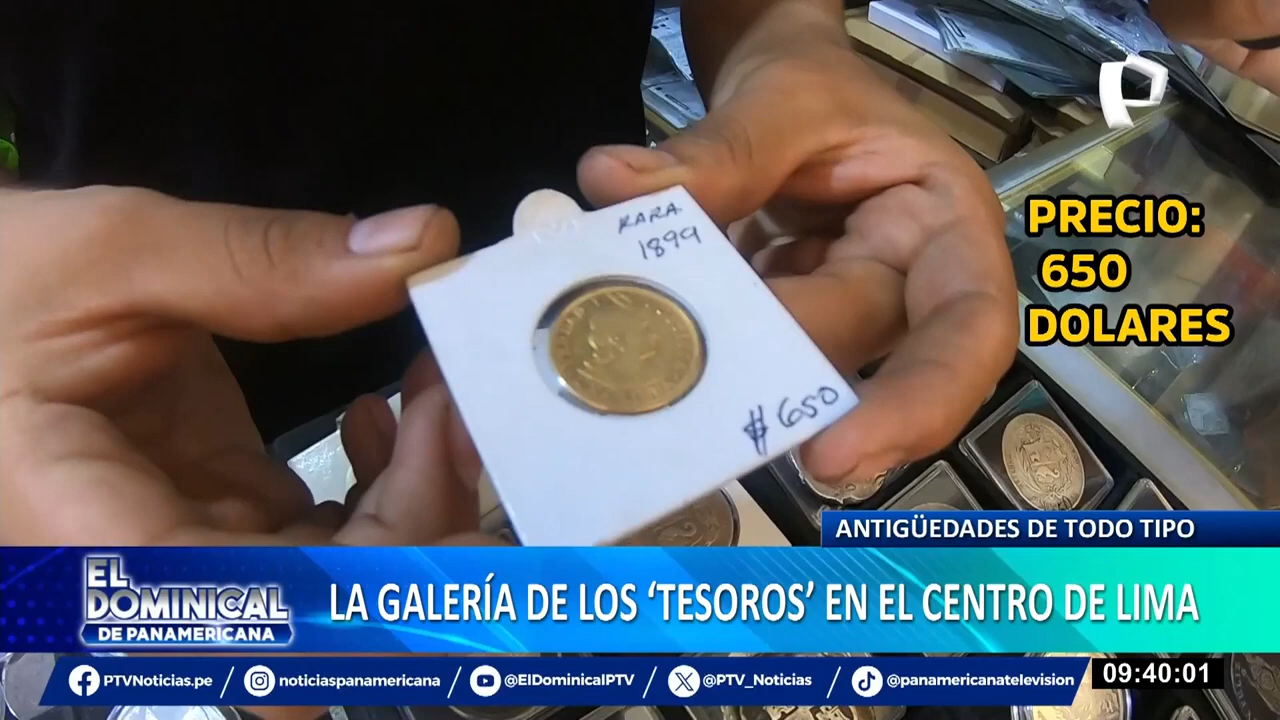 RARA
1899
$650
PRECIO:
650
DOLARES
ANTIGÜEDADES DE TODO TIPO
EL
DOMINICAL
DE PANAMERICANA
LA GALERÍA DE LOS ‘TESOROS’ EN EL CENTRO DE LIMA
PTVNoticias.pe
noticiaspanamericana
@ElDominicalPTV
@PTV_Noticias
@panamericanatelevision
09:40:01